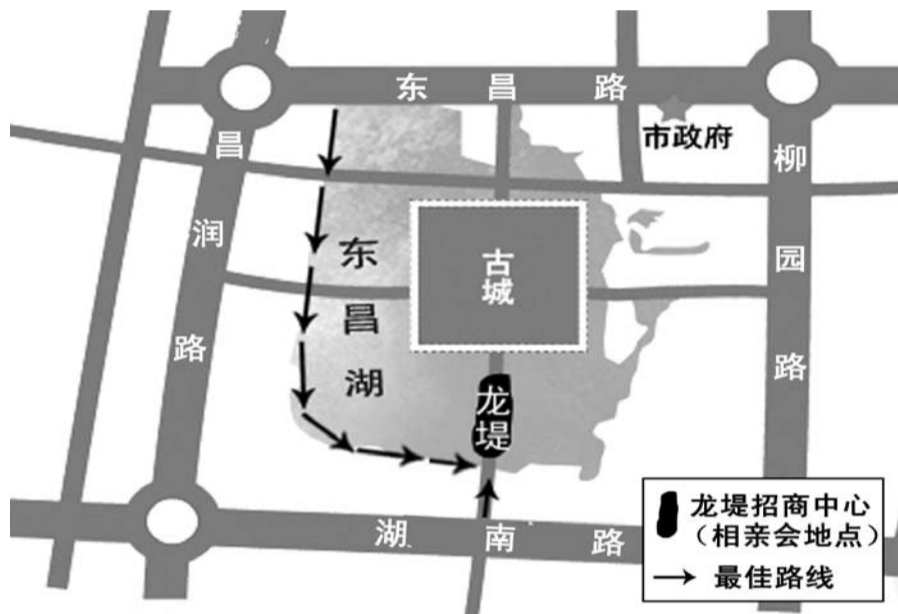 东昌路
市政府
昌润路
柳园路
东昌湖
古城
龙堤
湖南路
龙堤招商中心
（相亲会地点）
最佳路线